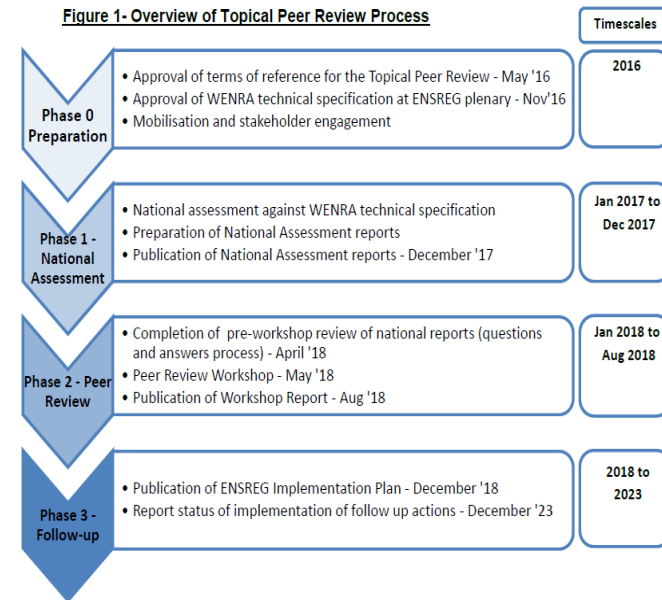 Figure 1- Overview of Topical Peer Review Process
Timescales
Phase 0
Preparation
• Approval of terms of reference for the Topical Peer Review - May '16
• Approval of WENRA technical specification at ENSREG plenary - Nov'16
• Mobilisation and stakeholder engagement
2016
Phase 1 -
National
Assessment
• National assessment against WENRA technical specification
• Preparation of National Assessment reports
• Publication of National Assessment reports - December '17
Jan 2017 to
Dec 2017
Phase 2 - Peer
Review
• Completion of pre-workshop review of national reports (questions
and answers process) - April '18
• Peer Review Workshop - May '18
• Publication of Workshop Report - Aug '18
Jan 2018 to
Aug 2018
Phase 3 -
Follow-up
• Publication of ENSREG Implementation Plan - December '18
• Report status of implementation of follow up actions - December '23
2018 to
2023